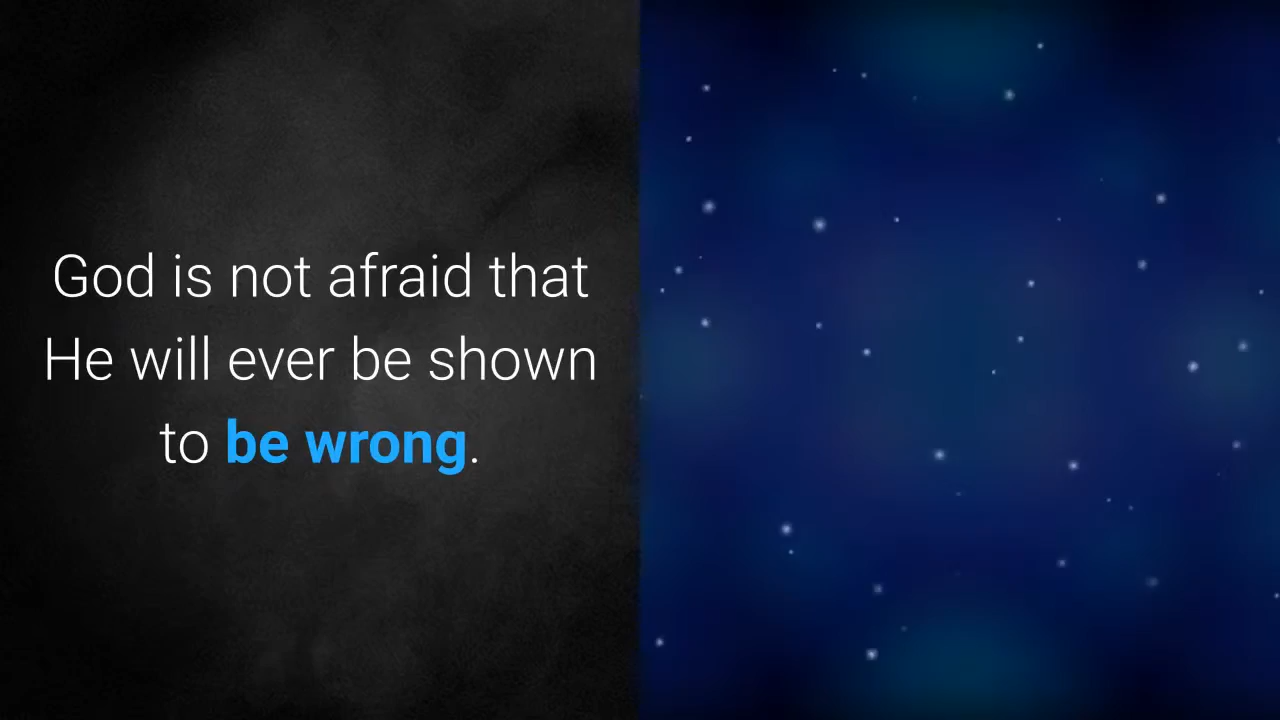 God is not afraid that
He will ever be shown
to be wrong.